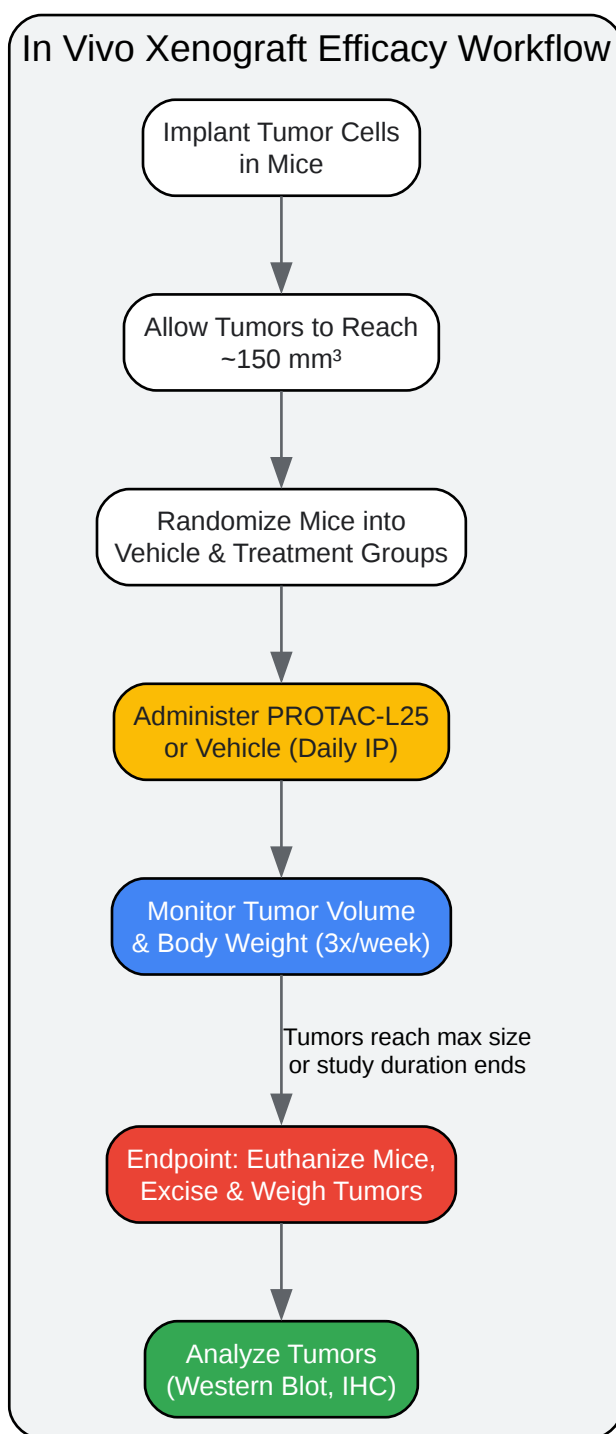 In Vivo Xenograft Efficacy Workflow
Implant Tumor Cells
in Mice
Allow Tumors to Reach
~150 mm³
Randomize Mice into
Vehicle & Treatment Groups
Administer PROTAC-L25
or Vehicle (Daily IP)
Monitor Tumor Volume
& Body Weight (3x/week)
Tumors reach max size
or study duration ends
Endpoint: Euthanize Mice,
Excise & Weigh Tumors
Analyze Tumors
(Western Blot, IHC)